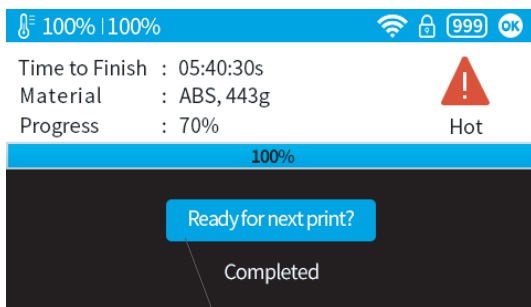 100% | 100% 999 OK
Time to Finish : 05:40:30s
Material : ABS, 443g
Progress : 70%
Hot
100%
Ready for next print?
Completed